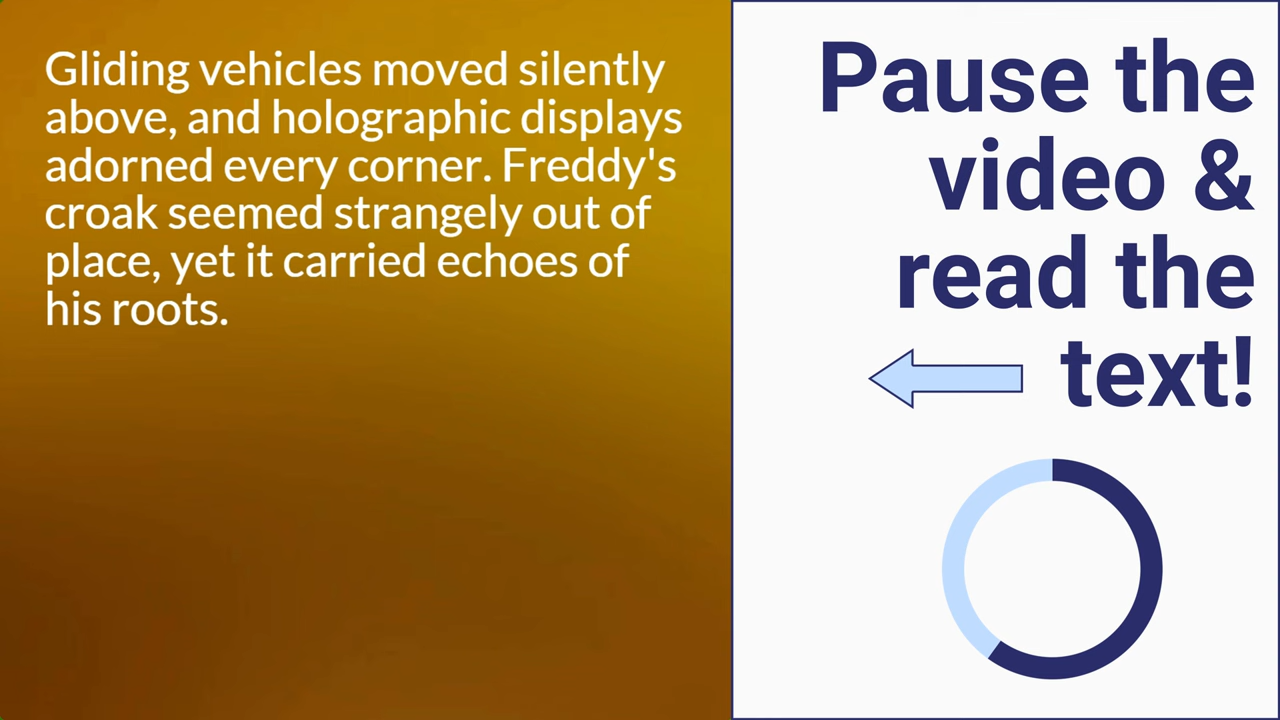 Gliding vehicles moved silently
above, and holographic displays
adorned every corner. Freddy's
croak seemed strangely out of
place, yet it carried echoes of
his roots.
Pause the
video &
read the
text!